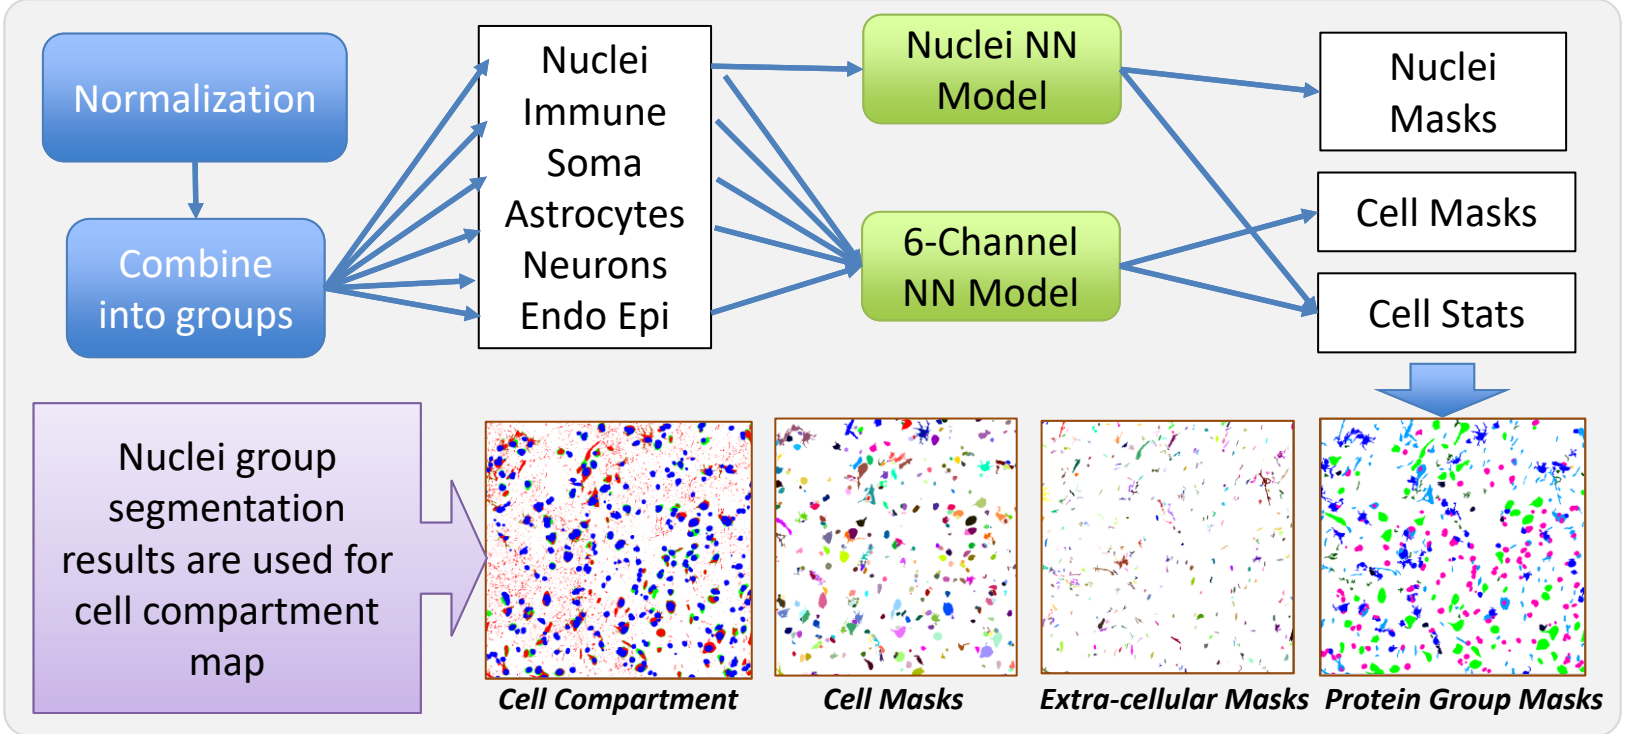 Normalization
Combine
into groups
Nuclei
Immune
Soma
Astrocytes
Neurons
Endo Epi
Nuclei NN
Model
6-Channel
NN Model
Nuclei
Masks
Cell Masks
Cell Stats
Nuclei group
segmentation
results are used for
cell compartment
map
Cell Compartment
Cell Masks
Extra-cellular Masks
Protein Group Masks